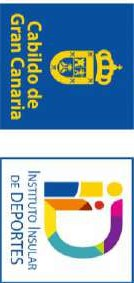 Cabildo de
Gran Canaria
INSTITUTO INSULAR
DE DEPORTES